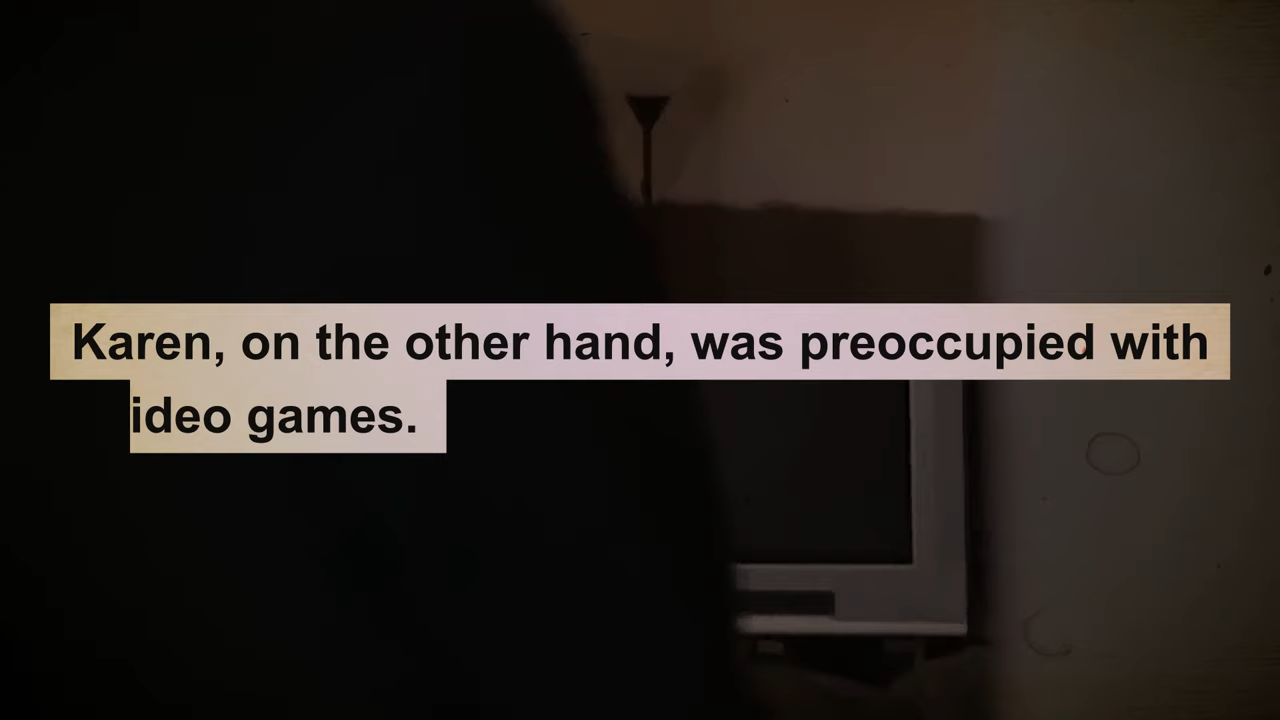 Karen, on the other hand, was preoccupied with
ideo games.